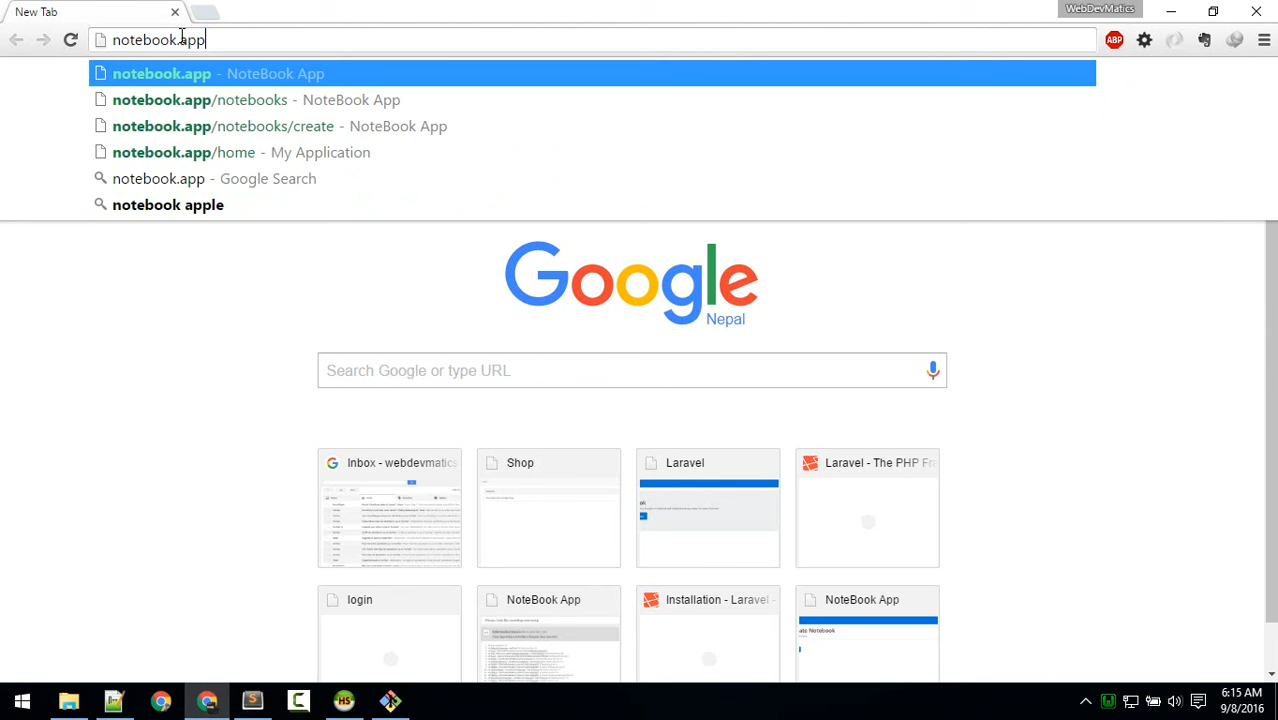 New Tab
WebDevMatics
notebook.app
ABP
notebook.app - NoteBook App
notebook.app/notebooks - NoteBook App
notebook.app/notebooks/create - NoteBook App
notebook.app/home - My Application
notebook.app - Google Search
notebook apple
Google
Nepal
Search Google or type URL
Inbox - webdevmatics
Shop
Laravel
Laravel - The PHP Fra
login
NoteBook App
Installation - Laravel -
NoteBook App
6:15 AM
9/8/2016